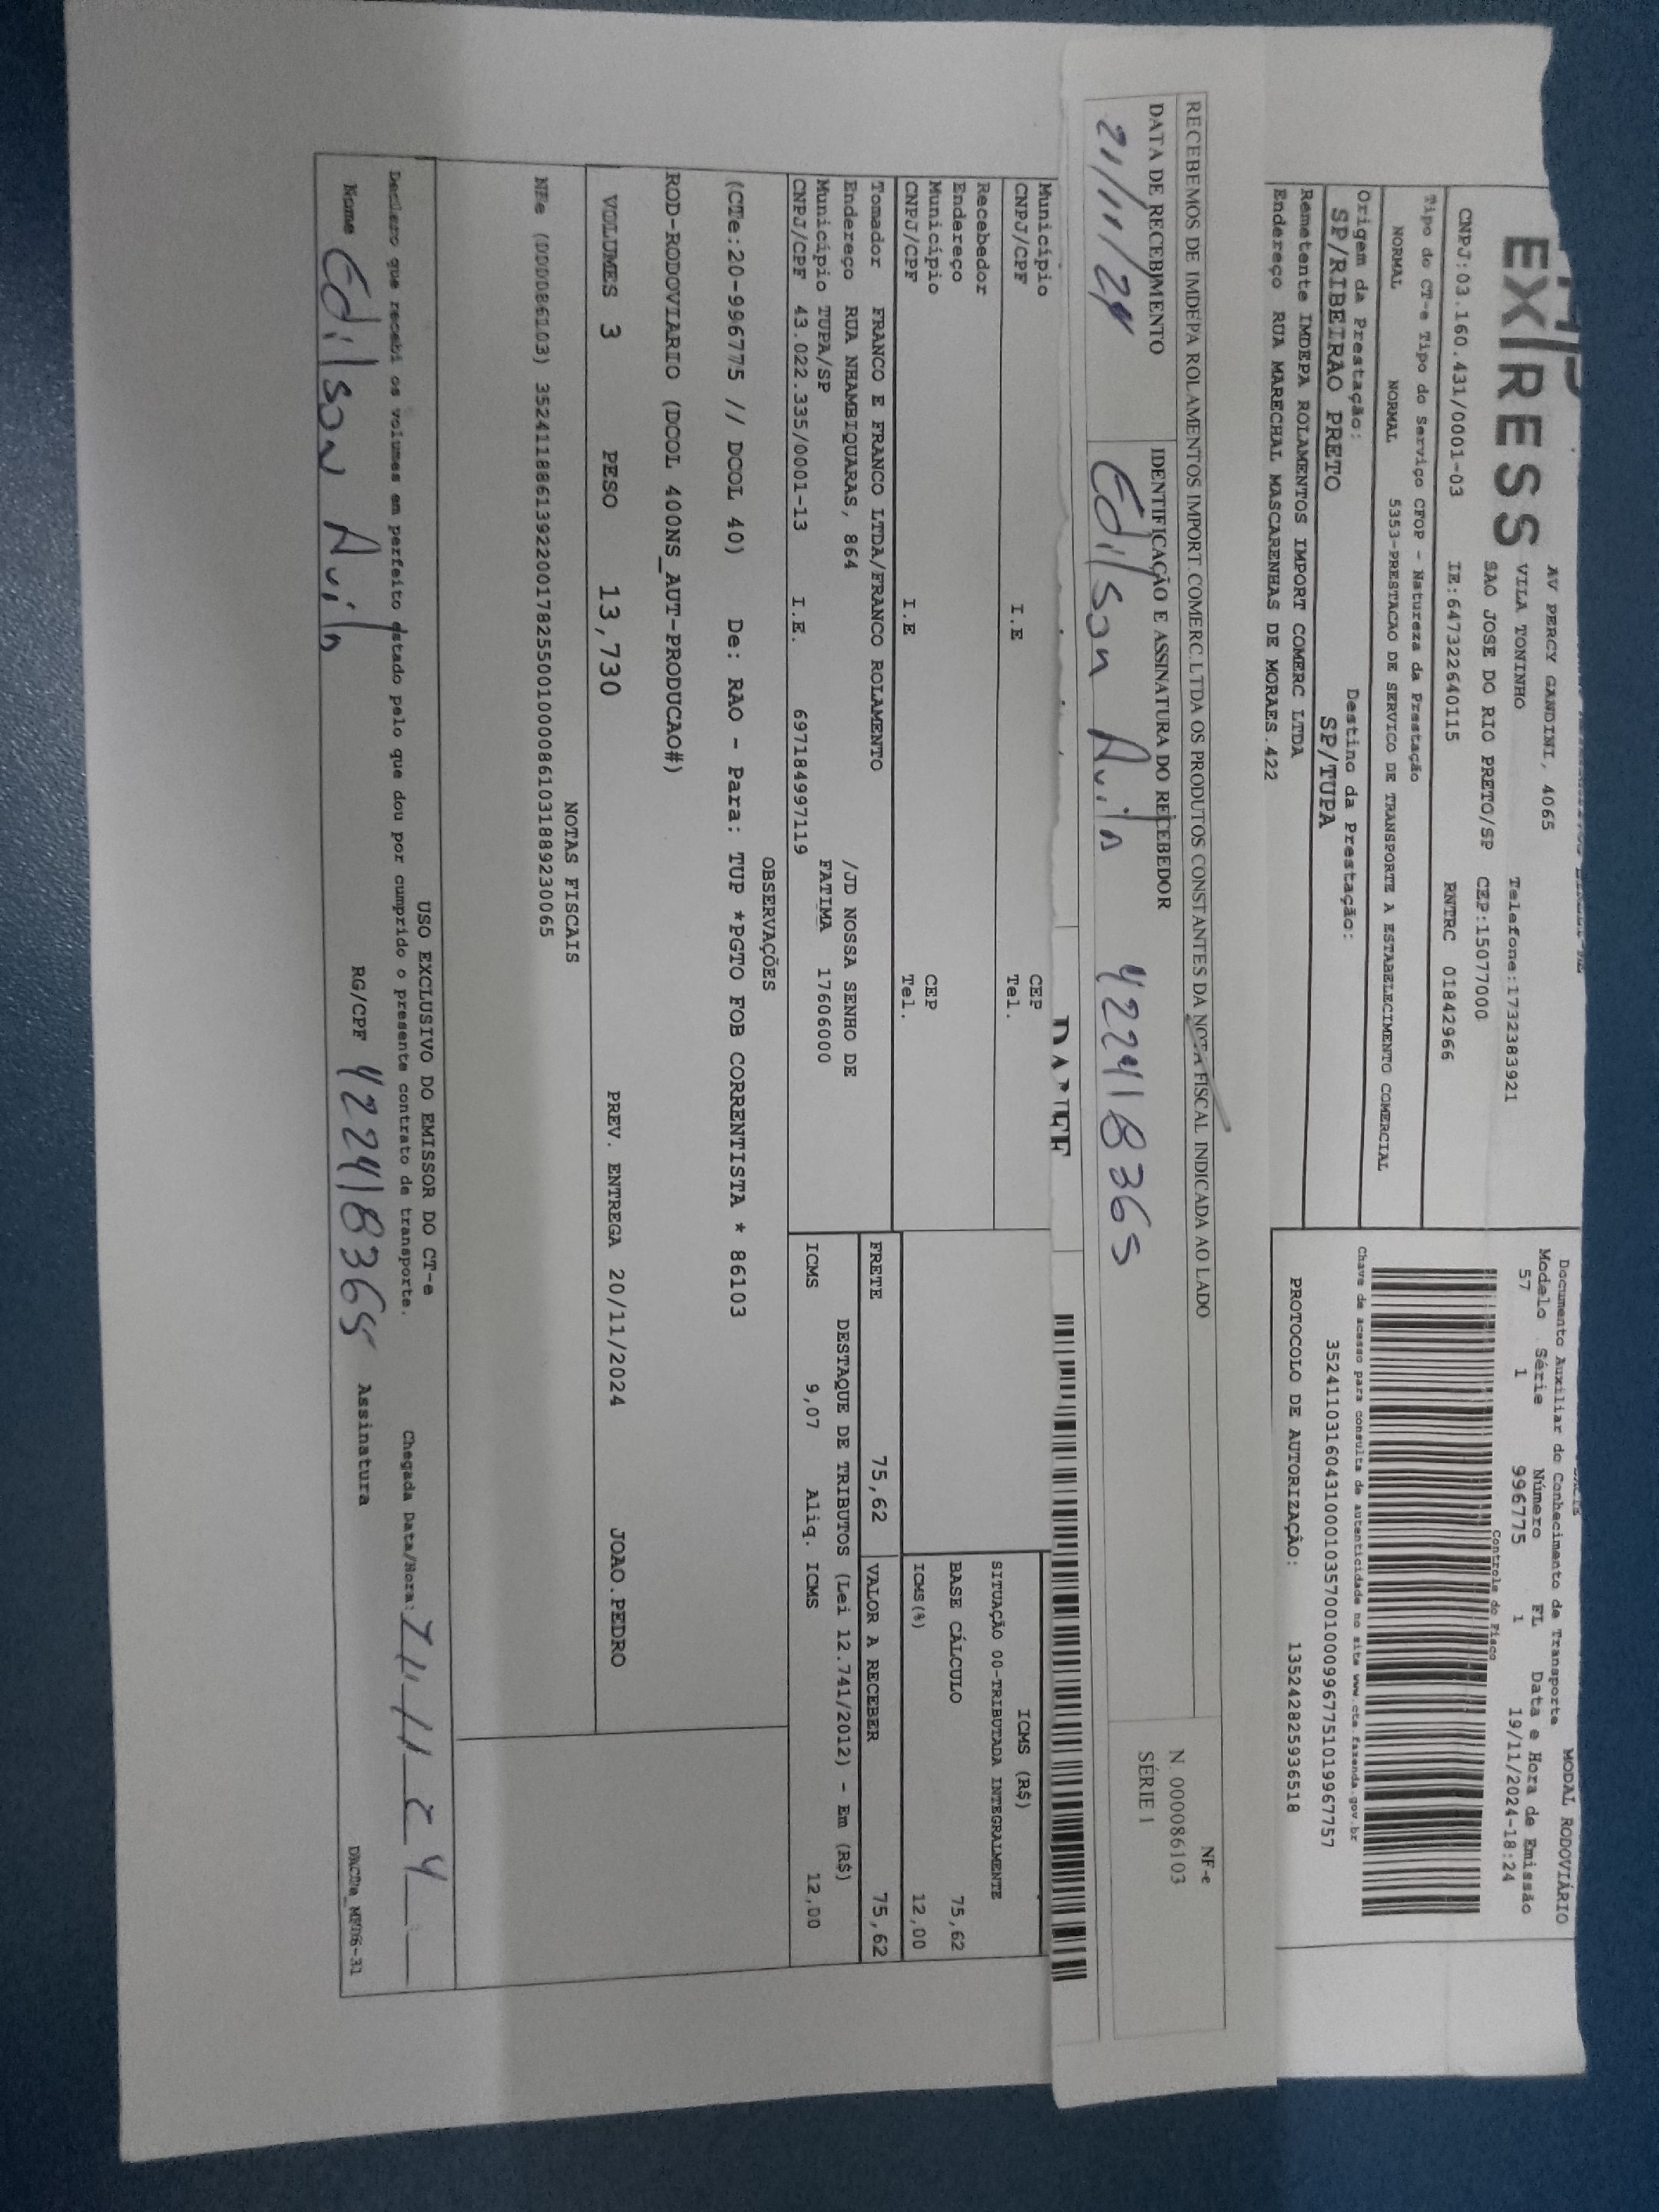 EX/RESS
AV PERCY GANDINI, 4065
VILA TONINHO
Telefone:1732383921
SAO JOSE DO RIO PRETO/SP CEP:15077000
CNPJ:03.160.431/0001-03 IE:647322640115 RNTRC 01842966
Tipo do CT-e Tipo do Serviço CFOP - Natureza da Prestação
NORMAL NORMAL 5353-PRESTACAO DE SERVICO DE TRANSPORTE A ESTABELECIMENTO COMERCIAL
Origem da Prestação: Destino da Prestação:
SP/RIBEIRAO PRETO SP/TUPA
Remetente IMDEPA ROLAMENTOS IMPORT COMERC LTDA
Endereço RUA MARECHAL MASCARENHAS DE MORAES,422
MODAL RODOVIÁRIO
Documento Auxiliar do Conhecimento de Transporte
Modelo Série Número FL Data e Hora de Emissão
57 1 996775 1 19/11/2024-18:24
Controle do Fisco
Chave de acesso para consulta de autenticidade no site www.cte.fazenda.gov.br
35241103160431000103570010009967751019967757
PROTOCOLO DE AUTORIZAÇÃO: 135242825936518
RECEBEMOS DE IMDEPA ROLAMENTOS IMPORT.COMERC.LTDA OS PRODUTOS CONSTANTES DA NOTA FISCAL INDICADA AO LADO
DATA DE RECEBIMENTO IDENTIFICAÇÃO E ASSINATURA DO RECEBEDOR
21/11/24 Edilson Avila 422418365
NF-e
N. 000086103
SÉRIE 1
Município CEP
CNPJ/CPF I.E Tel.
Recebedor
Endereço
Município CEP
CNPJ/CPF I.E Tel.
Tomador FRANCO E FRANCO LTDA/FRANCO ROLAMENTO
Endereço RUA NHAMBIQUARAS, 864 /JD NOSSA SENHO DE
Município TUPA/SP FATIMA 17606000
CNPJ/CPF 43.022.335/0001-13 I.E. 697184997119
ICMS (R$)
SITUAÇÃO 00-TRIBUTADA INTEGRALMENTE
BASE CÁLCULO 75,62
ICMS(%) 12,00
FRETE 75,62 VALOR A RECEBER 75,62
DESTAQUE DE TRIBUTOS (Lei 12.741/2012) - Em (R$)
ICMS 9,07 Aliq. ICMS 12,00
OBSERVAÇÕES
(CTe:20-996775 // DCOL 40) De: RAO - Para: TUP *PGTO FOB CORRENTISTA * 86103
ROD-RODOVIARIO (DCOL 400NS_AUT-PRODUCAO#)
VOLUMES 3 PESO 13,730 PREV. ENTREGA 20/11/2024 JOAO.PEDRO
NOTAS FISCAIS
NFe (00086103) 35241188613922001782550010000861031889230065
USO EXCLUSIVO DO EMISSOR DO CT-e
Declaro que recebi os volumes em perfeito estado pelo que dou por cumprido o presente contrato de transporte. Chegada Data/Hora: 21/11/24
Nome Edilson Avila RG/CPF 422418365 Assinatura